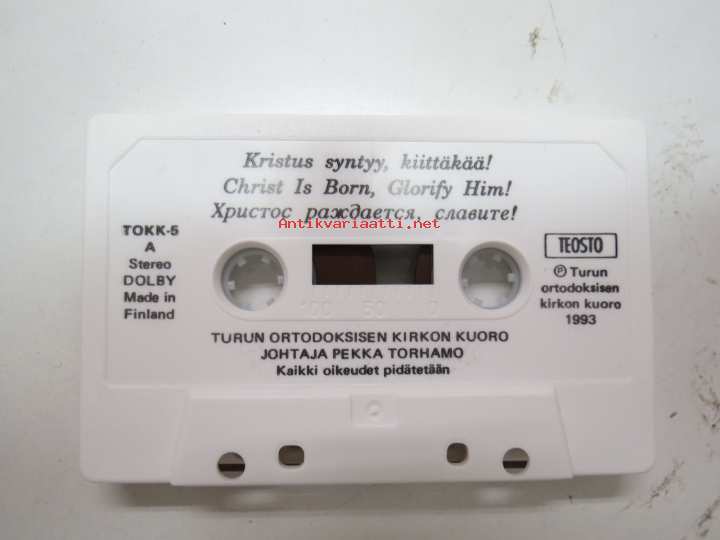 Kristus syntyy, kiittäkää!
Christ Is Born, Glorify Him!
Христос раждается, славите!
Antikvariaatti.net
TOKK-5
A
Stereo
DOLBY
Made in
Finland
TEOSTO
Ⓟ Turun
ortodoksisen
kirkon kuoro
1993
100 50 0
TURUN ORTODOKSISEN KIRKON KUORO
JOHTAJA PEKKA TORHAMO
Kaikki oikeudet pidätetään